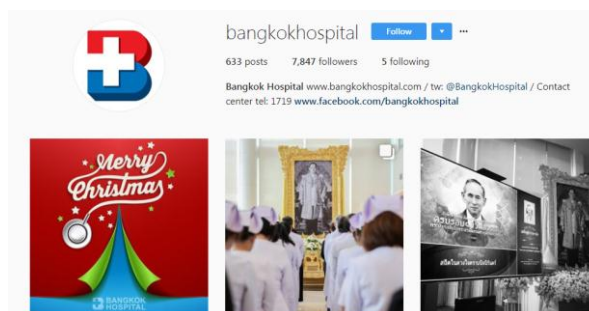 bangkokhospital Follow
633 posts 7,847 followers 5 following
Bangkok Hospital www.bangkokhospital.com / tw: @BangkokHospital / Contact
center tel: 1719 www.facebook.com/bangkokhospital
Merry
Christmas
BANGKOK
HOSPITAL